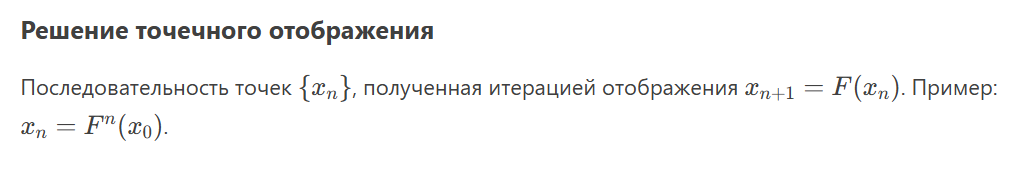 Решение точечного отображения
Последовательность точек {xₙ}, полученная итерацией отображения xₙ₊₁ = F(xₙ). Пример:
xₙ = Fⁿ(x₀).